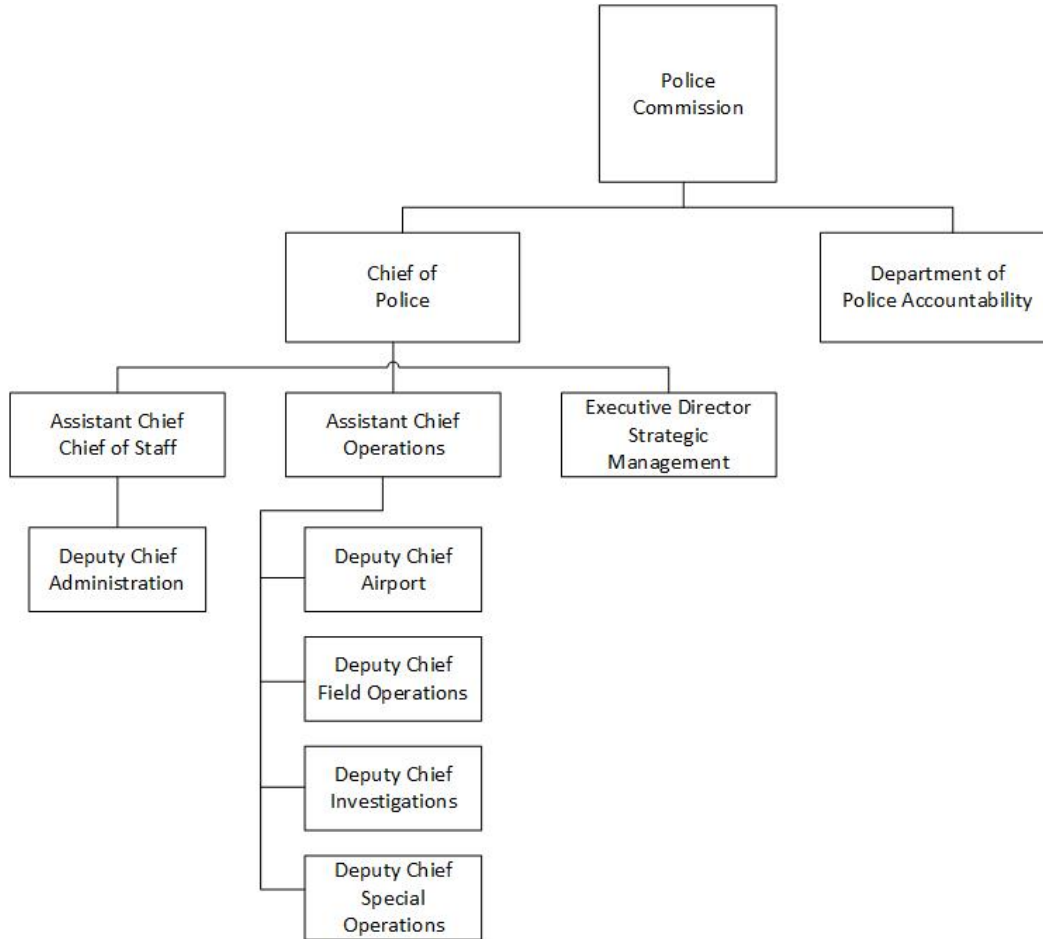 Police
Commission
Chief of
Police
Department of
Police Accountability
Assistant Chief
Chief of Staff
Assistant Chief
Operations
Executive Director
Strategic
Management
Deputy Chief
Administration
Deputy Chief
Airport
Deputy Chief
Field Operations
Deputy Chief
Investigations
Deputy Chief
Special
Operations